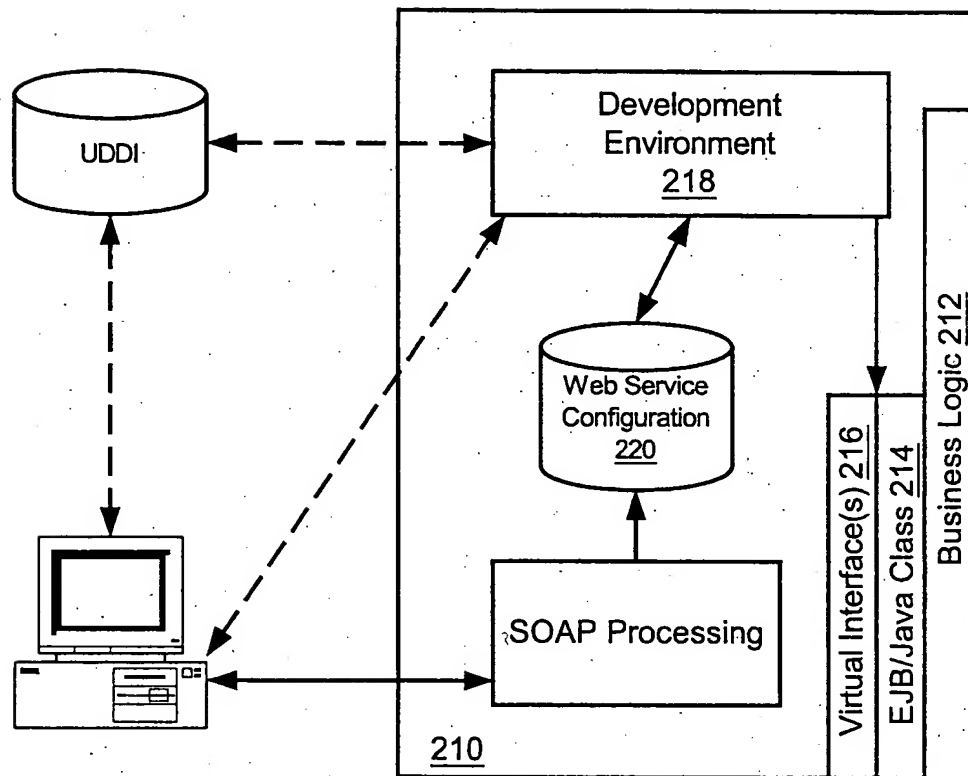 UDDI
Development
Environment
218
Web Service
Configuration
220
SOAP Processing
Virtual Interface(s) 216
EJB/Java Class 214
Business Logic 212
210